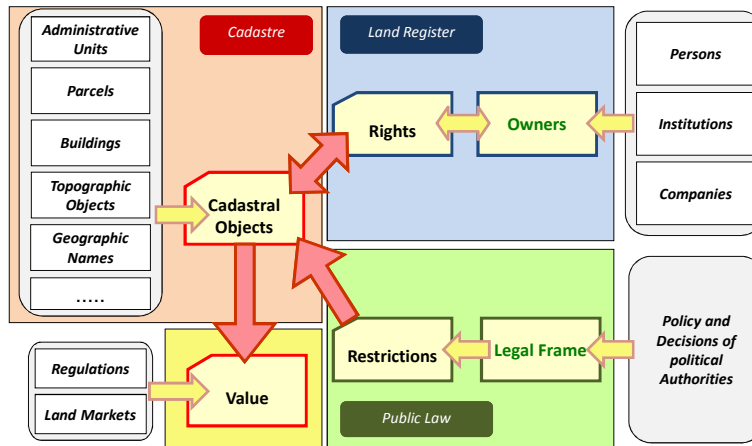 Administrative
Units
Parcels
Buildings
Topographic
Objects
Geographic
Names
.....
Cadastre
Cadastral
Objects
Land Register
Rights
Owners
Persons
Institutions
Companies
Regulations
Land Markets
Value
Restrictions
Legal Frame
Public Law
Policy and
Decisions of
political
Authorities